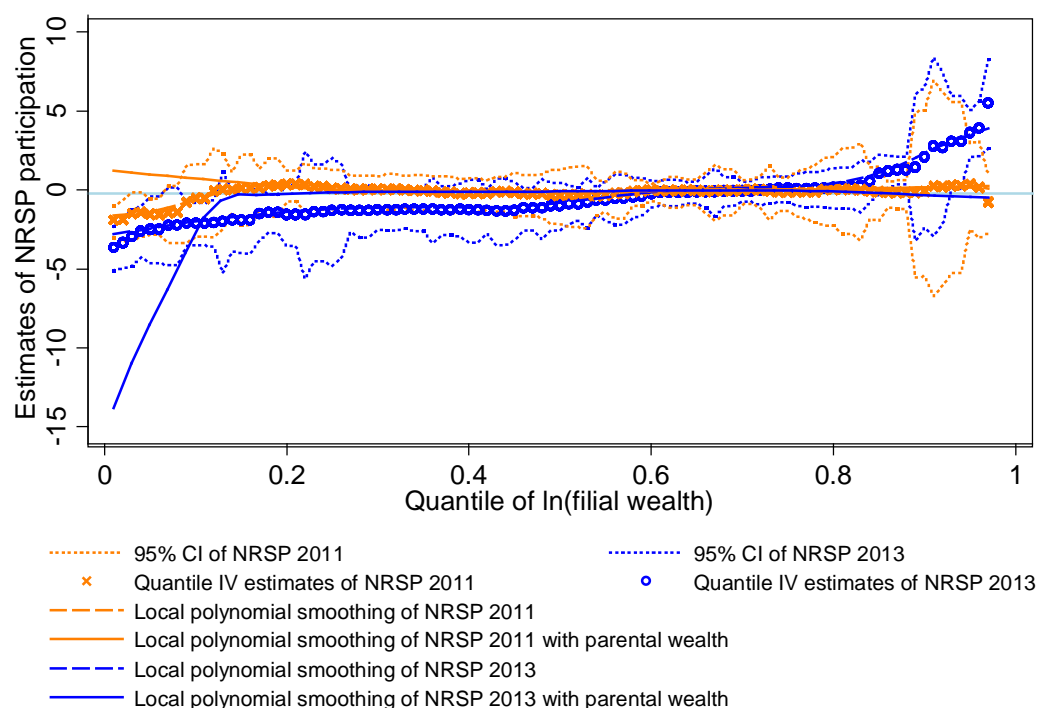 Estimates of NRSP participation
10
5
0
-5
-10
-15
0
0.2
0.4
0.6
0.8
1
Quantile of ln(filial wealth)
95% CI of NRSP 2011
95% CI of NRSP 2013
Quantile IV estimates of NRSP 2011
Quantile IV estimates of NRSP 2013
Local polynomial smoothing of NRSP 2011
Local polynomial smoothing of NRSP 2011 with parental wealth
Local polynomial smoothing of NRSP 2013
Local polynomial smoothing of NRSP 2013 with parental wealth